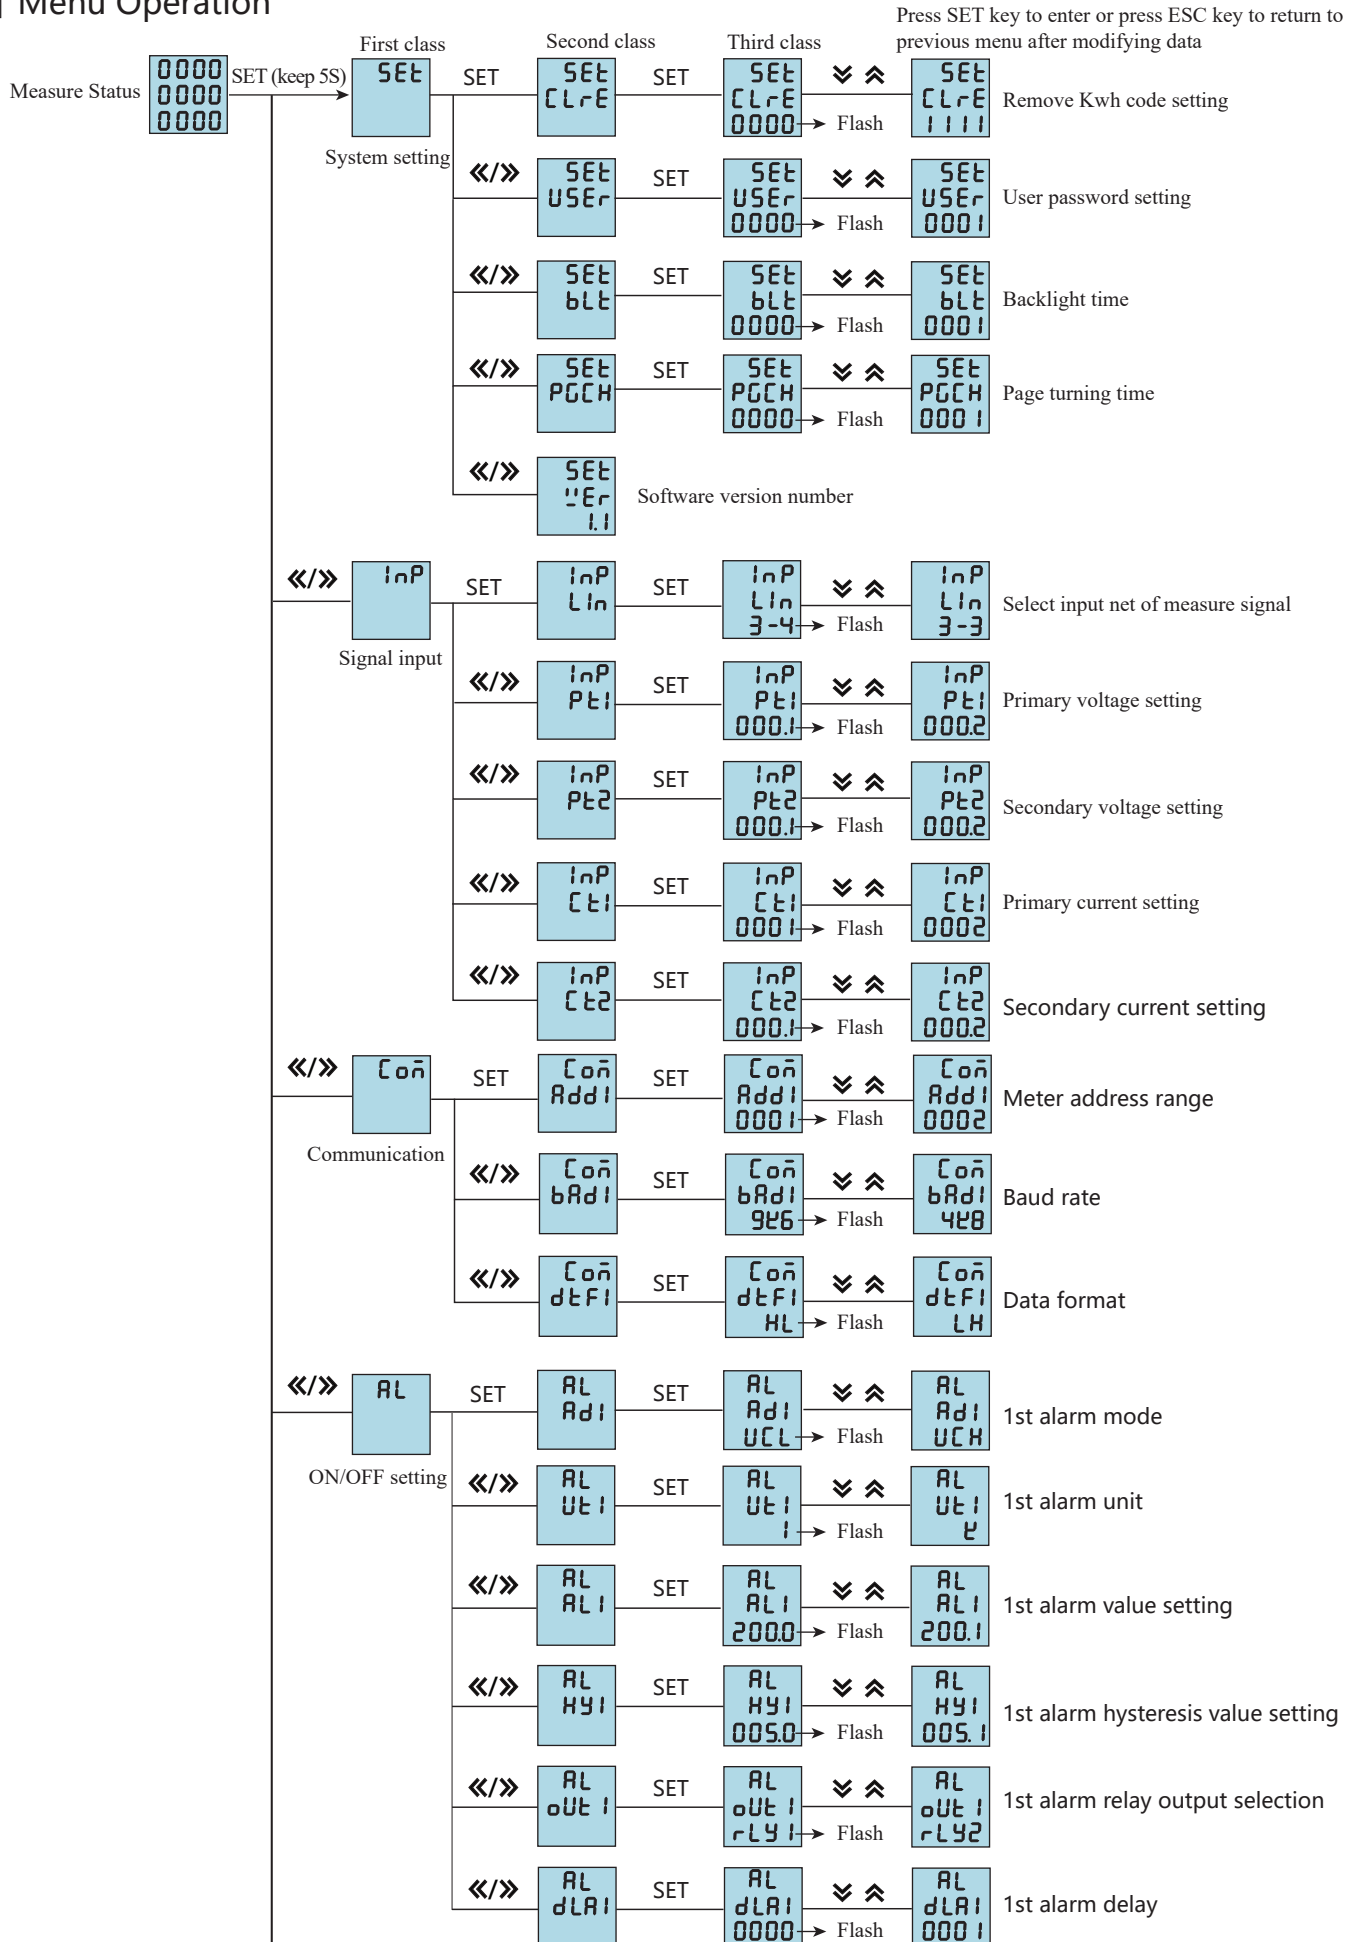 Menu Operation
Press SET key to enter or press ESC key to return to
previous menu after modifying data
First class
Second class
Third class
Measure Status
0000
0000
0000
SET (keep 5S)
SEt
System setting
SET
SEt
CLrE
SET
SEt
CLrE
0000
Flash
SEt
CLrE
1111
Remove Kwh code setting
«/»
SEt
USEr
SET
SEt
USEr
0000
Flash
SEt
USEr
0001
User password setting
«/»
SEt
bLt
SET
SEt
bLt
0000
Flash
SEt
bLt
0001
Backlight time
«/»
SEt
PGCH
SET
SEt
PGCH
0000
Flash
SEt
PGCH
0001
Page turning time
«/»
SEt
VEr
1.1
Software version number
«/»
InP
Signal input
SET
InP
LIn
SET
InP
LIn
3-4
Flash
InP
LIn
3-3
Select input net of measure signal
«/»
InP
Pt1
SET
InP
Pt1
000.1
Flash
InP
Pt1
000.2
Primary voltage setting
«/»
InP
Pt2
SET
InP
Pt2
000.1
Flash
InP
Pt2
000.2
Secondary voltage setting
«/»
InP
Ct1
SET
InP
Ct1
0001
Flash
InP
Ct1
0002
Primary current setting
«/»
InP
Ct2
SET
InP
Ct2
000.1
Flash
InP
Ct2
000.2
Secondary current setting
«/»
Com
Communication
SET
Com
Add1
SET
Com
Add1
0001
Flash
Com
Add1
0002
Meter address range
«/»
Com
bAd1
SET
Com
bAd1
9K6
Flash
Com
bAd1
4K8
Baud rate
«/»
Com
dtF1
SET
Com
dtF1
HL
Flash
Com
dtF1
LH
Data format
«/»
AL
ON/OFF setting
SET
AL
Ad1
SET
AL
Ad1
UCL
Flash
AL
Ad1
UCH
1st alarm mode
«/»
AL
Ut1
SET
AL
Ut1
1
Flash
AL
Ut1
K
1st alarm unit
«/»
AL
AL1
SET
AL
AL1
200.0
Flash
AL
AL1
200.1
1st alarm value setting
«/»
AL
HY1
SET
AL
HY1
005.0
Flash
AL
HY1
005.1
1st alarm hysteresis value setting
«/»
AL
oUt1
SET
AL
oUt1
rLY1
Flash
AL
oUt1
rLY2
1st alarm relay output selection
«/»
AL
dLA1
SET
AL
dLA1
0000
Flash
AL
dLA1
0001
1st alarm delay